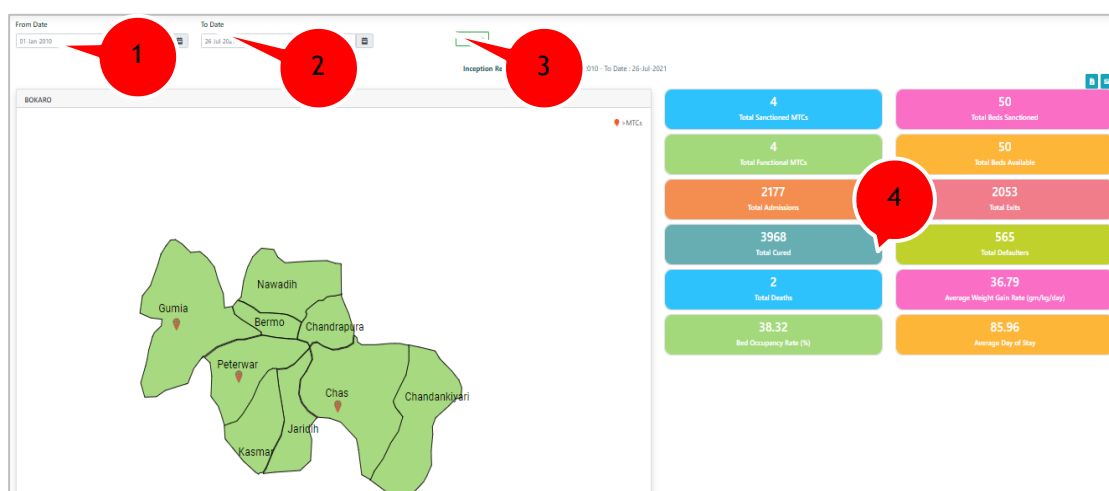 From Date To Date
01 Jan 2010 26 Jul 202
1
2
3
Inception Re 010 - To Date : 26-Jul-2021
BOKARO
>MTCs
4
Total Sanctioned MTCs
50
Total Beds Sanctioned
4
Total Functional MTCs
50
Total Beds Available
2177
Total Admissions
4
2053
Total Exits
3968
Total Cured
565
Total Defaulters
2
Total Deaths
36.79
Average Weight Gain Rate (gm/kg/day)
38.32
Bed Occupancy Rate (%)
85.96
Average Day of Stay
Nawadih
Gumia
Bermo
Chandrapura
Peterwar
Chas
Chandankiyari
Jaridih
Kasmar